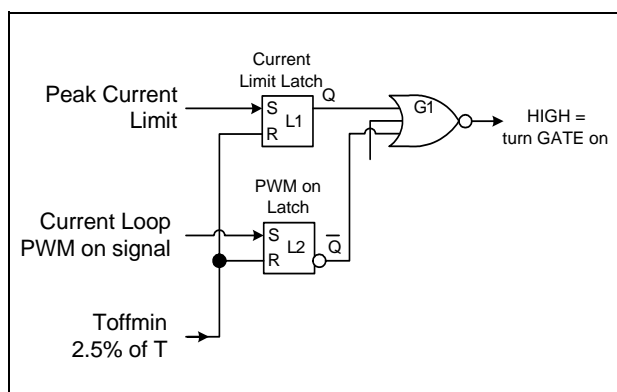 Current
Limit Latch
Peak Current
Limit
S
R
L1
Q
G1
HIGH =
turn GATE on
PWM on
Latch
Current Loop
PWM on signal
S
R
L2
Q
Toffmin
2.5% of T